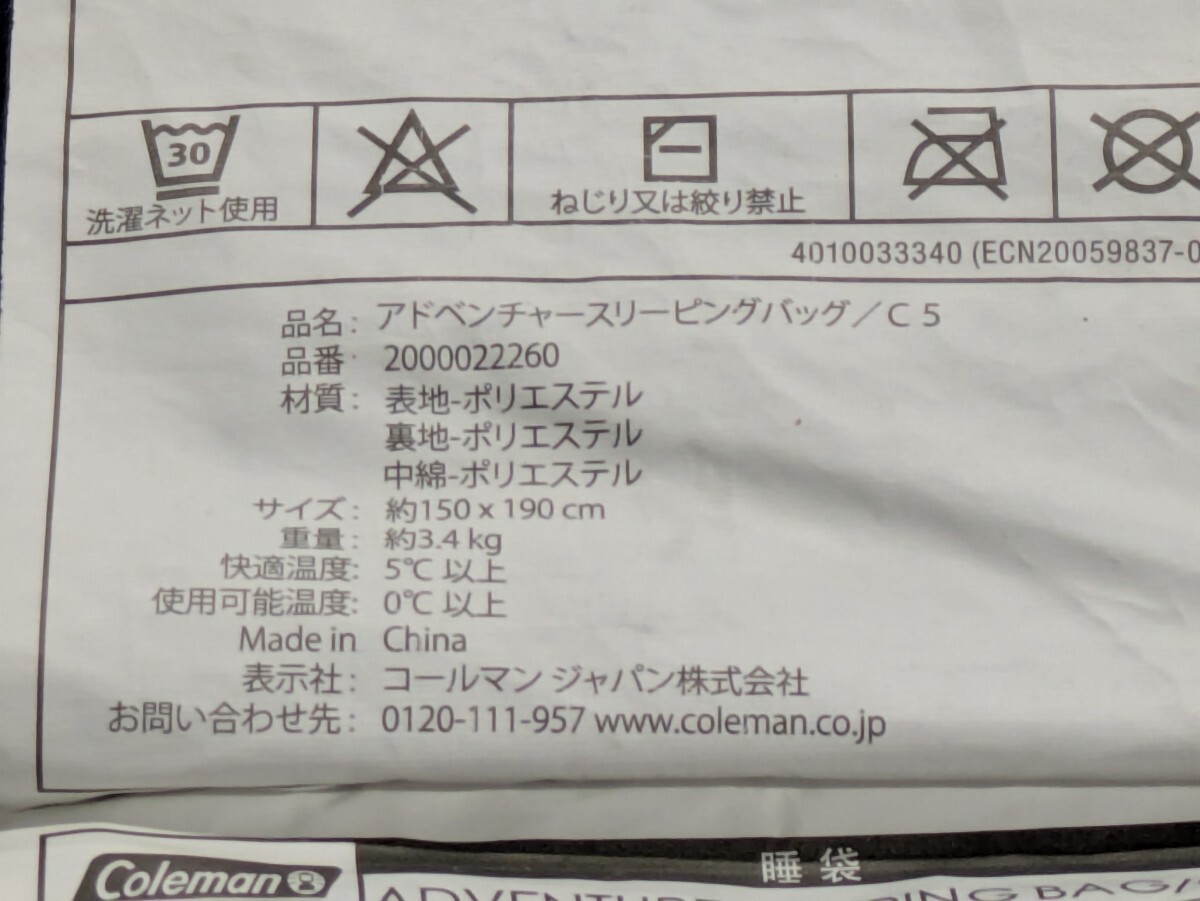 30
洗濯ネット使用
ねじり又は絞り禁止
4010033340 (ECN20059837-0
品名: アドベンチャースリーピングバッグ/C5
品番: 2000022260
材質: 表地-ポリエステル
裏地-ポリエステル
中綿-ポリエステル
サイズ: 約150 x 190 cm
重量: 約3.4 kg
快適温度: 5℃ 以上
使用可能温度: 0℃ 以上
Made in China
表示社: コールマン ジャパン株式会社
お問い合わせ先: 0120-111-957 www.coleman.co.jp
睡袋
Coleman
BAG/